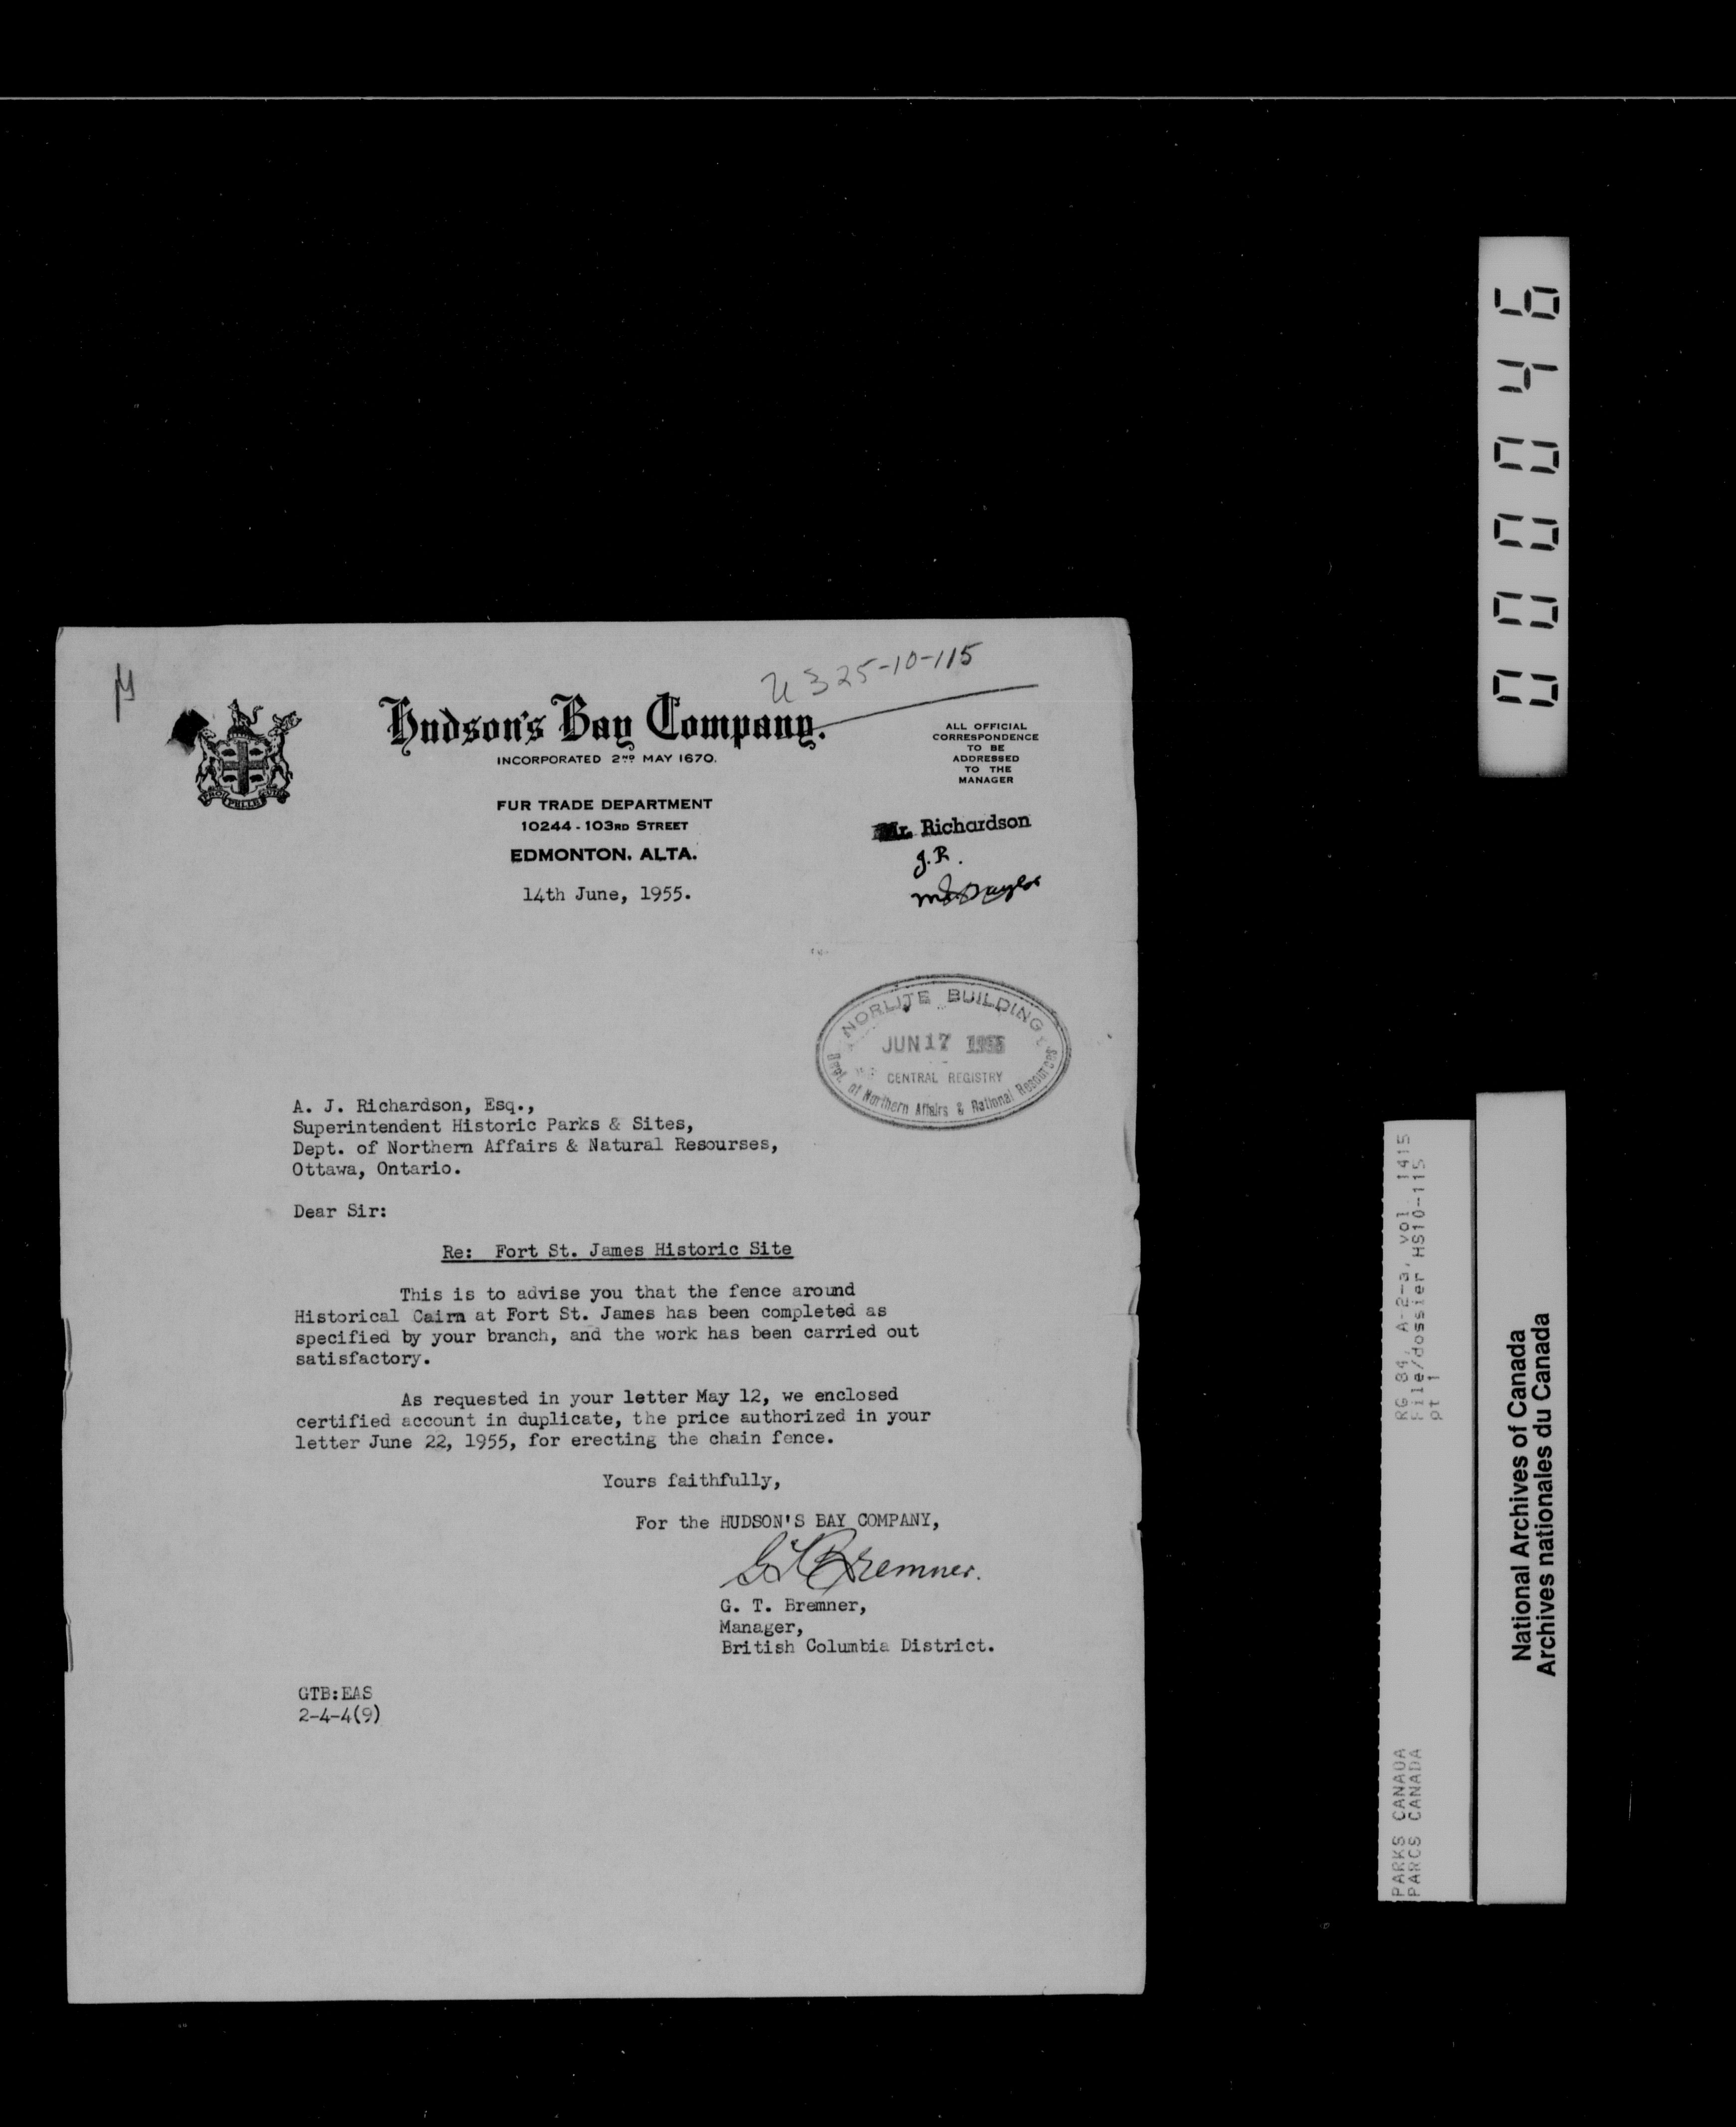 U 325-10-115
Hudson's Bay Company.
INCORPORATED 2ND MAY 1670.
PRO PELLE CUTEM
ALL OFFICIAL
CORRESPONDENCE
TO BE
ADDRESSED
TO THE
MANAGER
FUR TRADE DEPARTMENT
10244 - 103RD STREET
EDMONTON, ALTA.
14th June, 1955.
Mr. Richardson
J.R.
NORLITE BUILDING
JUN 17 1955
CENTRAL REGISTRY
Dept. of Northern Affairs & National Resources
A. J. Richardson, Esq.,
Superintendent Historic Parks & Sites,
Dept. of Northern Affairs & Natural Resourses,
Ottawa, Ontario.
Dear Sir:
Re: Fort St. James Historic Site
This is to advise you that the fence around
Historical Cairn at Fort St. James has been completed as
specified by your branch, and the work has been carried out
satisfactory.
As requested in your letter May 12, we enclosed
certified account in duplicate, the price authorized in your
letter June 22, 1955, for erecting the chain fence.
Yours faithfully,
For the HUDSON'S BAY COMPANY,
G T Bremner.
G. T. Bremner,
Manager,
British Columbia District.
GTB:EAS
2-4-4(9)
000046
RG 84, A-2-a, vol. 1415
File/dossier HS10-115
pt 1
PARKS CANADA
PARCS CANADA
National Archives of Canada
Archives nationales du Canada